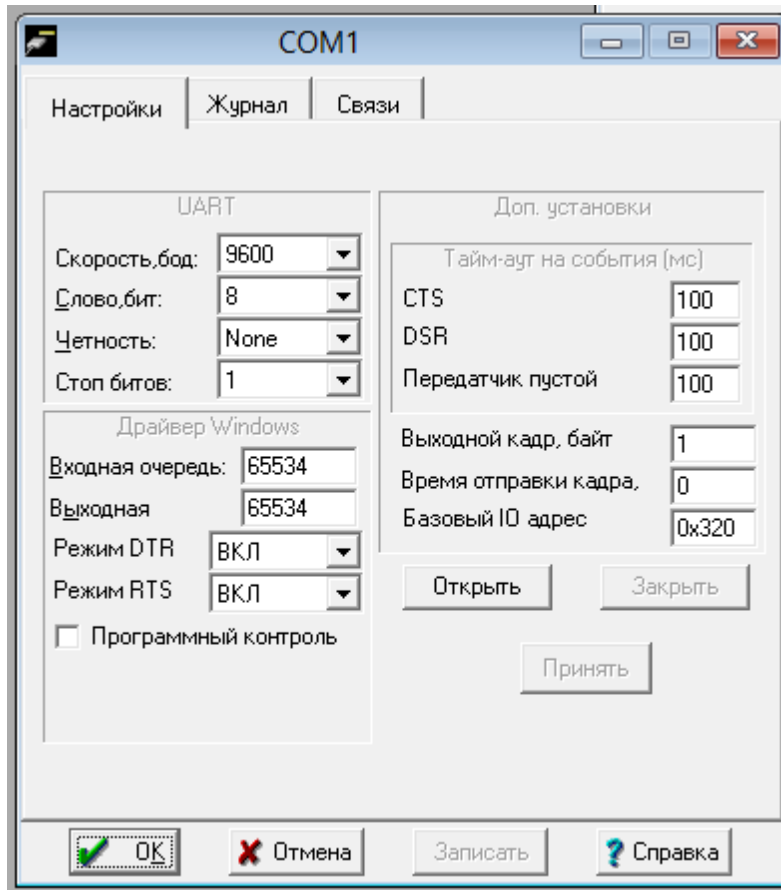 COM1
Настройки
Журнал
Связи
UART
Скорость,бод: 9600
Слово,бит: 8
Четность: None
Стоп битов: 1
Драйвер Windows
Входная очередь: 65534
Выходная 65534
Режим DTR ВКЛ
Режим RTS ВКЛ
Программный контроль
Доп. установки
Тайм-аут на события (мс)
CTS 100
DSR 100
Передатчик пустой 100
Выходной кадр, байт 1
Время отправки кадра, 0
Базовый IO адрес 0x320
Открыть
Закрыть
Принять
OK
Отмена
Записать
Справка